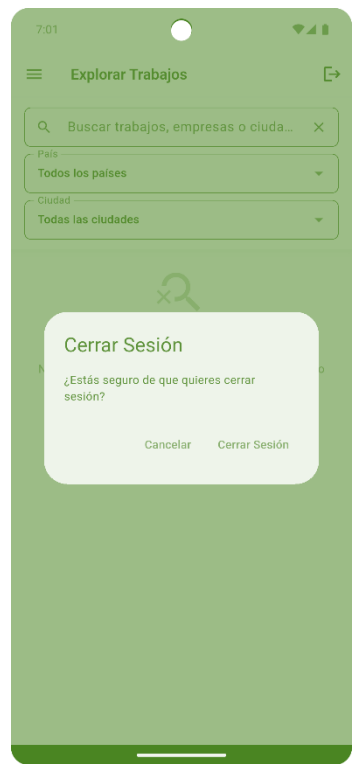 7:01
Explorar Trabajos
Buscar trabajos, empresas o ciuda...
País
Todos los países
Ciudad
Todas las ciudades
Cerrar Sesión
¿Estás seguro de que quieres cerrar
sesión?
Cancelar
Cerrar Sesión